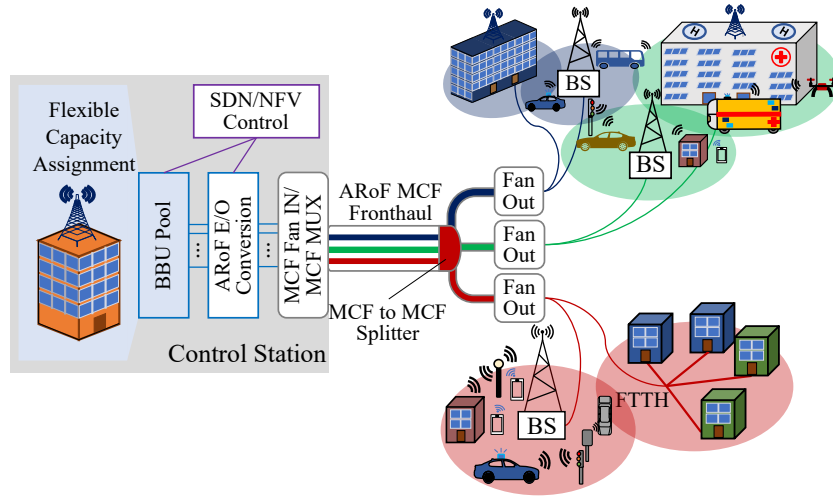 Flexible
Capacity
Assignment
SDN/NFV
Control
BBU Pool
...
ARoF E/O
Conversion
...
MCF Fan IN/
MCF MUX
Control Station
ARoF MCF
Fronthaul
MCF to MCF
Splitter
Fan
Out
Fan
Out
Fan
Out
BS
H
H
BS
BS
FTTH